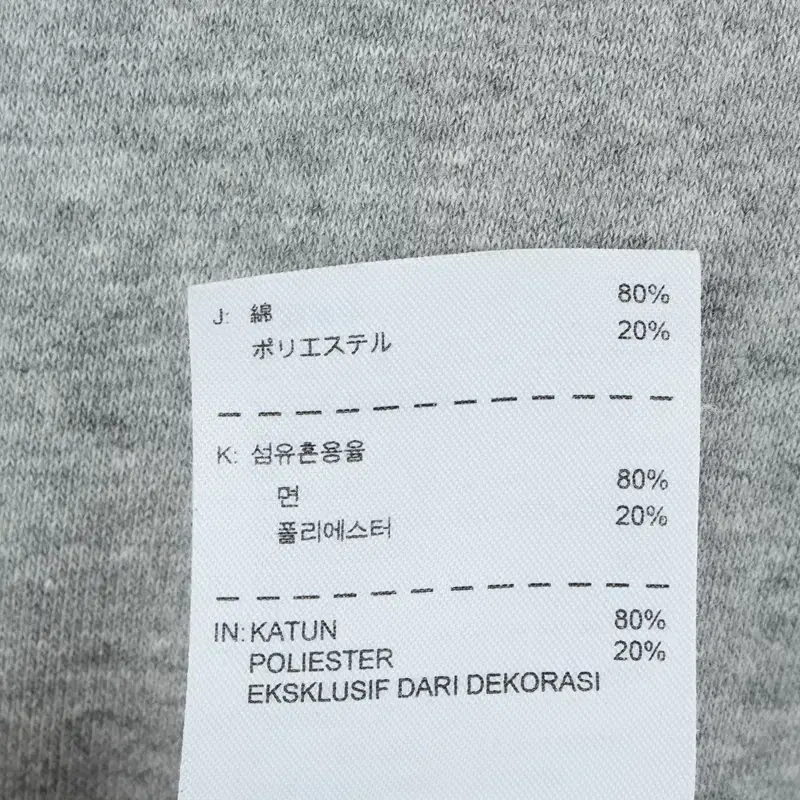 J: 綿 80%
ポリエステル 20%
K: 섬유혼용율
면 80%
폴리에스터 20%
IN: KATUN 80%
POLIESTER 20%
EKSKLUSIF DARI DEKORASI